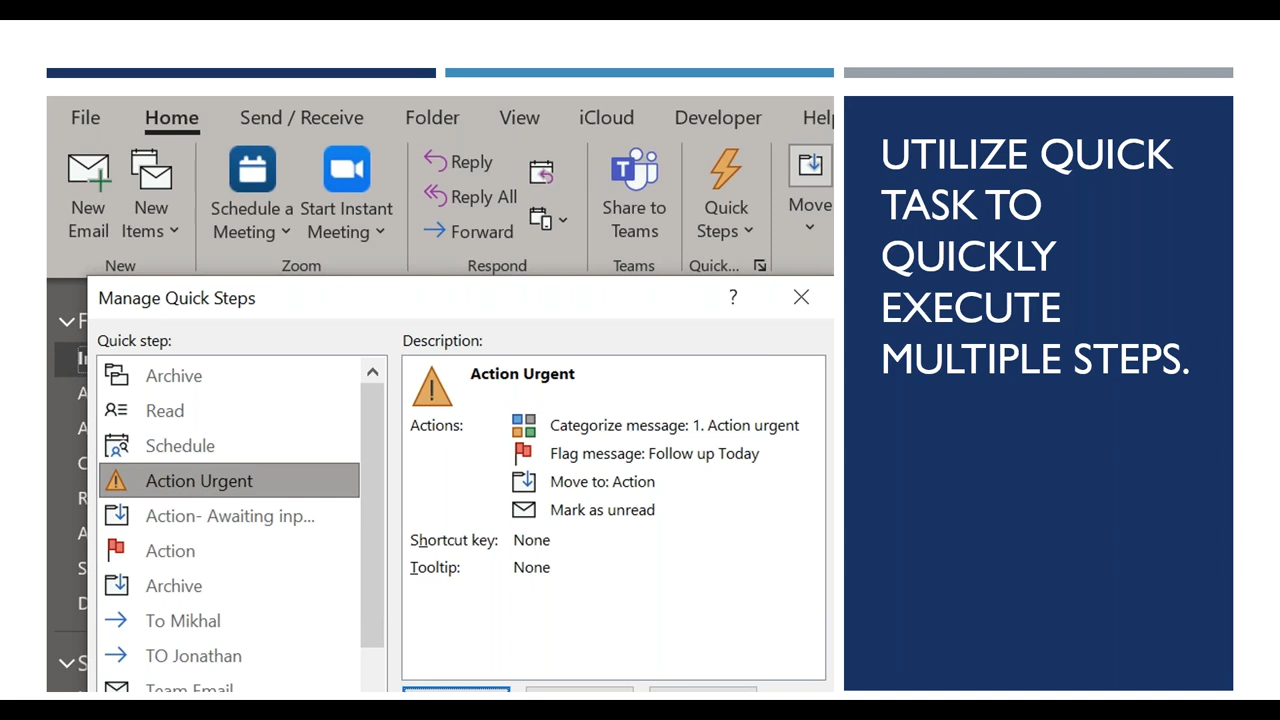 File Home Send / Receive Folder View iCloud Developer Help
New Email
New Items
Schedule a Meeting
Start Instant Meeting
Reply
Reply All
Forward
Share to Teams
Quick Steps
Move
New Zoom Respond Teams Quick...
UTILIZE QUICK
TASK TO
QUICKLY
EXECUTE
MULTIPLE STEPS.
Manage Quick Steps ?
Quick step:
Archive
Read
Schedule
Action Urgent
Action- Awaiting inp...
Action
Archive
To Mikhal
TO Jonathan
Team Email
Description:
Action Urgent
Actions:
Categorize message: 1. Action urgent
Flag message: Follow up Today
Move to: Action
Mark as unread
Shortcut key: None
Tooltip: None